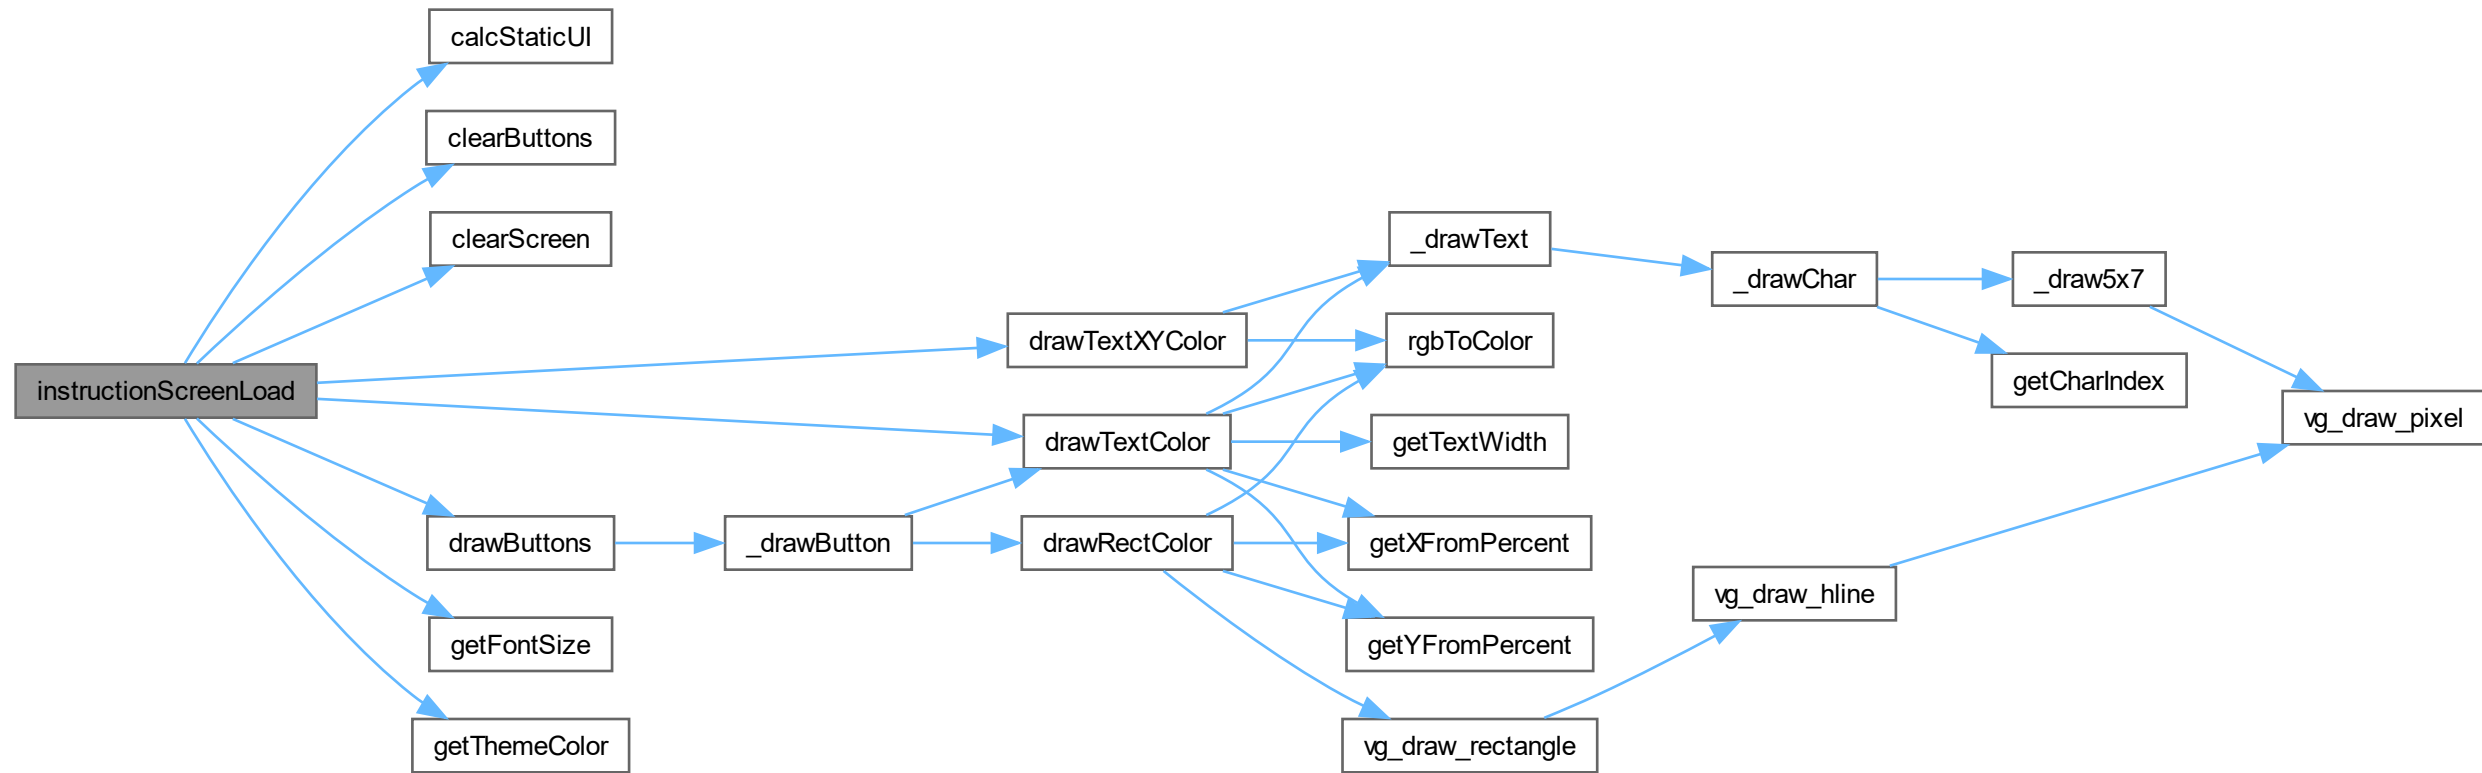 calcStaticUI
clearButtons
clearScreen
_drawText
_drawChar
_draw5x7
drawTextXYColor
rgbToColor
instructionScreenLoad
getCharIndex
vg_draw_pixel
drawTextColor
getTextWidth
drawButtons
_drawButton
drawRectColor
getXFromPercent
vg_draw_hline
getFontSize
getYFromPercent
getThemeColor
vg_draw_rectangle